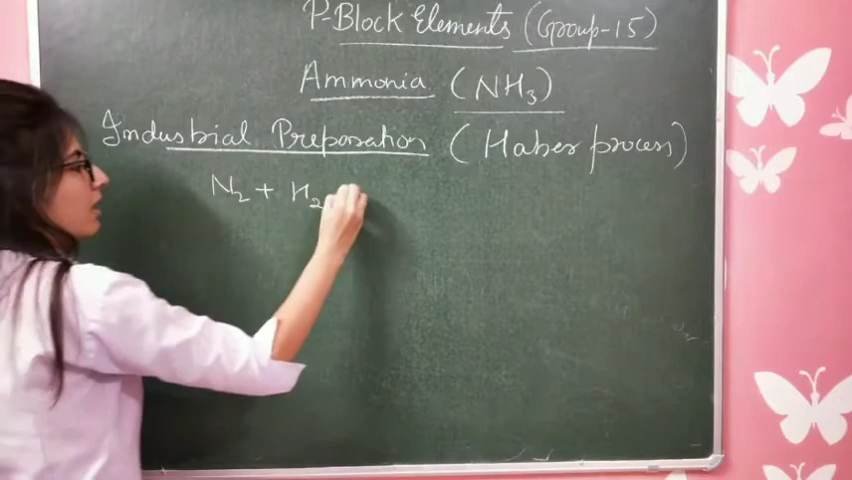 P-Block Elements (Group-15)
Ammonia (NH₃)
Industrial Preparation (Haber process)
N₂ + H₂